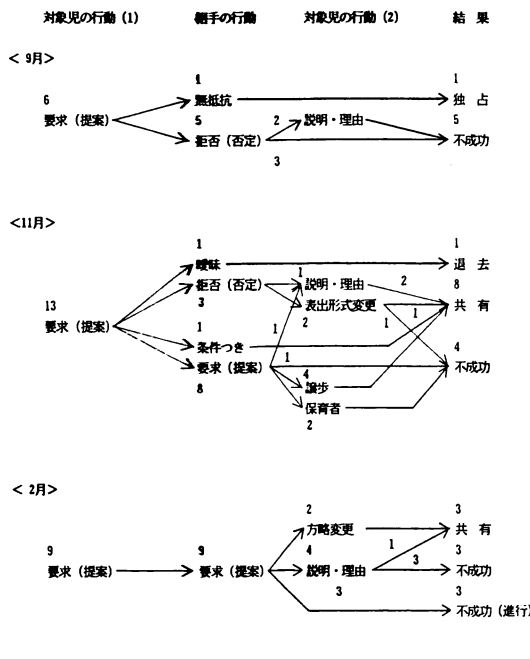 対象児の行動（1） 相手の行動 対象児の行動（2） 結 果
＜ 9月＞
1 1
6 無抵抗 独 占
要求（提案） 5 2 説明・理由 5
拒否（否定） 不成功
3
＜11月＞
1 1
曖昧 1 退 去
拒否（否定） 説明・理由 2 8
13 3 表出形式変更 共 有
要求（提案） 1 1 2 1 1
条件つき 1 4
要求（提案） 4 不成功
8 譲歩
保育者
2
＜ 2月＞
2 3
方略変更 共 有
9 9 4 1 3
要求（提案） 要求（提案） 説明・理由 3 不成功
3 3
不成功（進行）